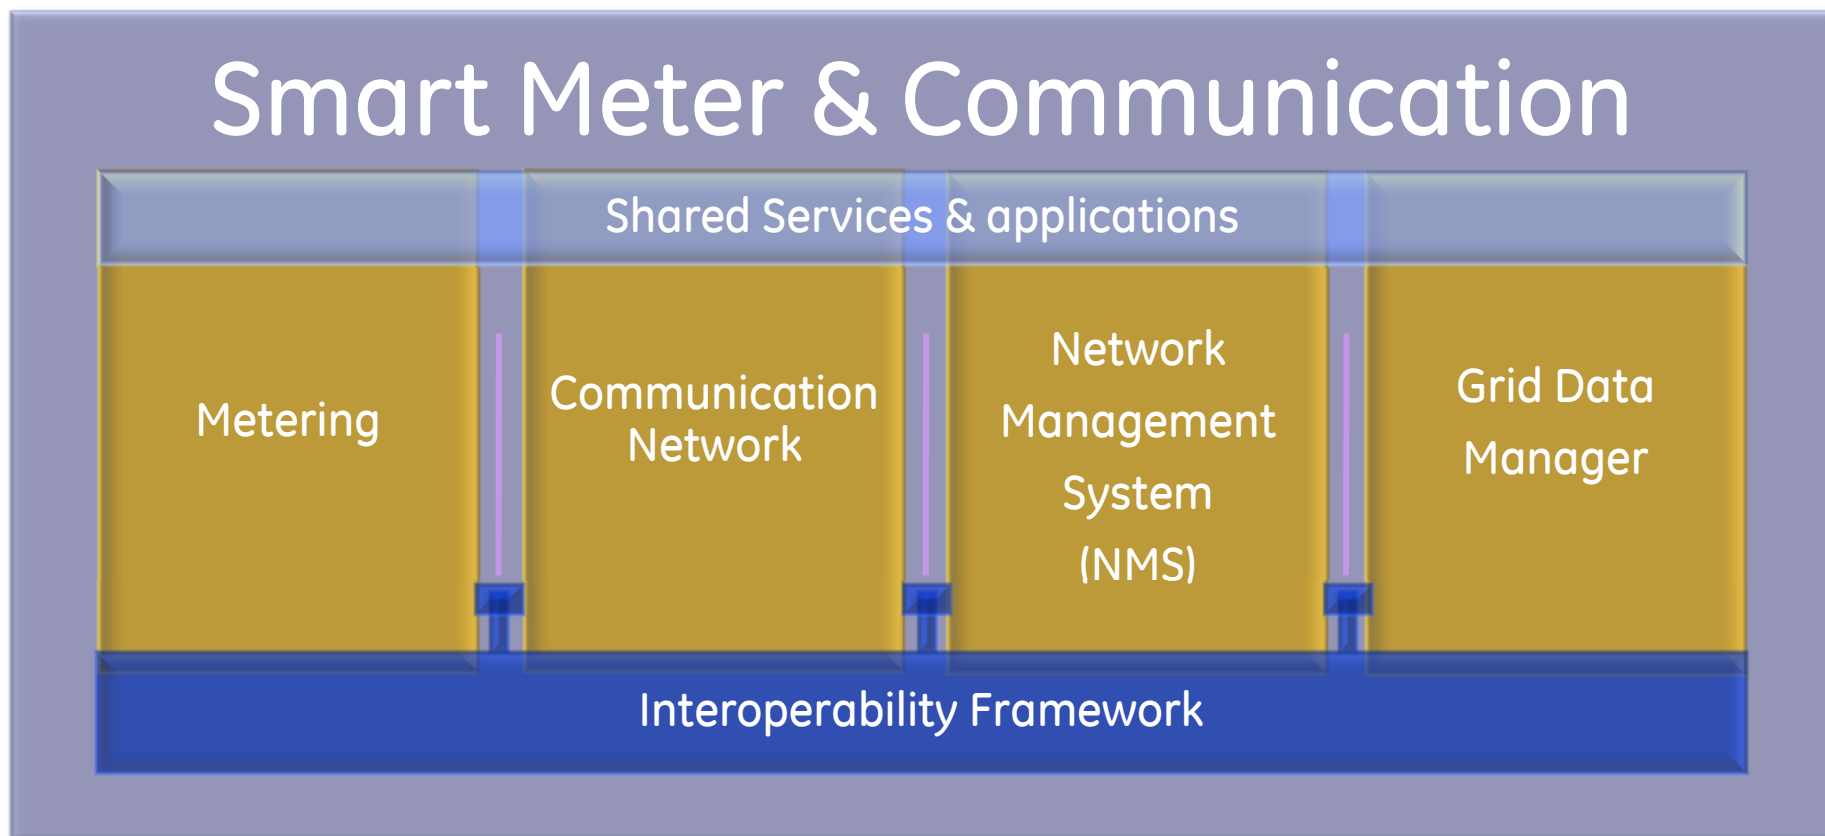 Smart Meter & Communication
Shared Services & applications
Metering
Communication
Network
Network
Management
System
(NMS)
Grid Data
Manager
Interoperability Framework